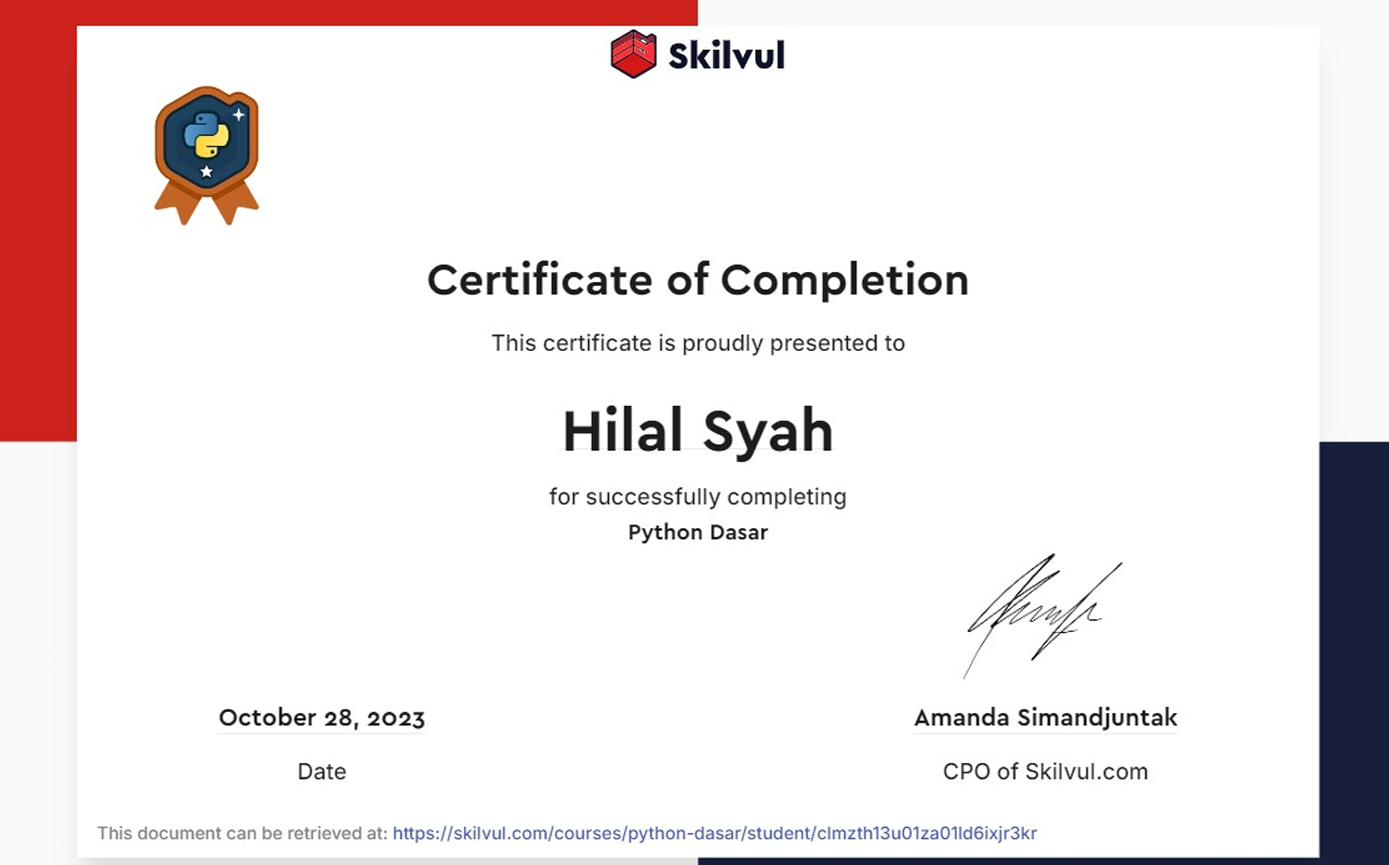 Skilvul
Certificate of Completion
This certificate is proudly presented to
Hilal Syah
for successfully completing
Python Dasar
October 28, 2023
Amanda Simandjuntak
Date
CPO of Skilvul.com
This document can be retrieved at: https://skilvul.com/courses/python-dasar/student/clmzth13u01za01ld6ixjr3kr